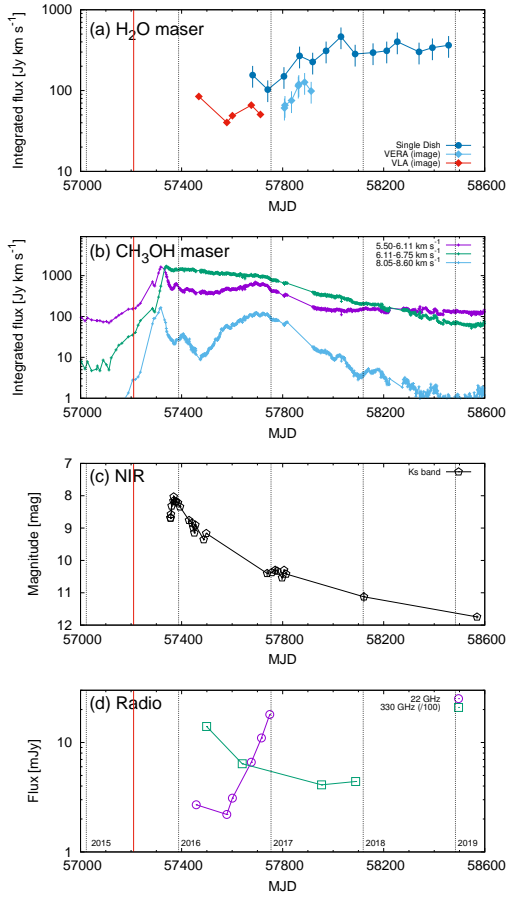 (a) H2O maser
Integrated flux [Jy km s-1]
1000
100
10
Single Dish
VERA (image)
VLA (image)
57000 57400 57800 58200 58600
MJD
(b) CH3OH maser
Integrated flux [Jy km s-1]
1000
100
10
1
5.50-6.11 km s-1
6.11-6.75 km s-1
8.05-8.60 km s-1
57000 57400 57800 58200 58600
MJD
(c) NIR
Magnitude [mag]
7
8
9
10
11
12
Ks band
57000 57400 57800 58200 58600
MJD
(d) Radio
Flux [mJy]
10
1
22 GHz
330 GHz (/100)
2015 2016 2017 2018 2019
57000 57400 57800 58200 58600
MJD